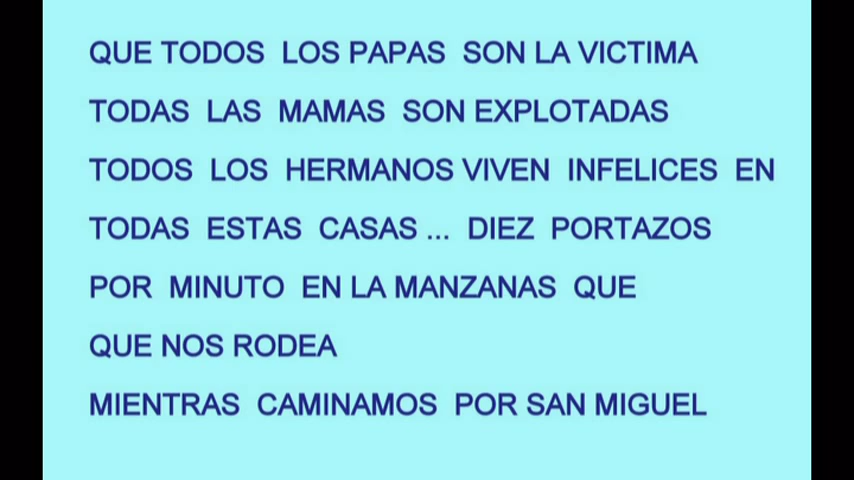 QUE TODOS LOS PAPAS SON LA VICTIMA
TODAS LAS MAMAS SON EXPLOTADAS
TODOS LOS HERMANOS VIVEN INFELICES EN
TODAS ESTAS CASAS ... DIEZ PORTAZOS
POR MINUTO EN LA MANZANAS QUE
QUE NOS RODEA
MIENTRAS CAMINAMOS POR SAN MIGUEL